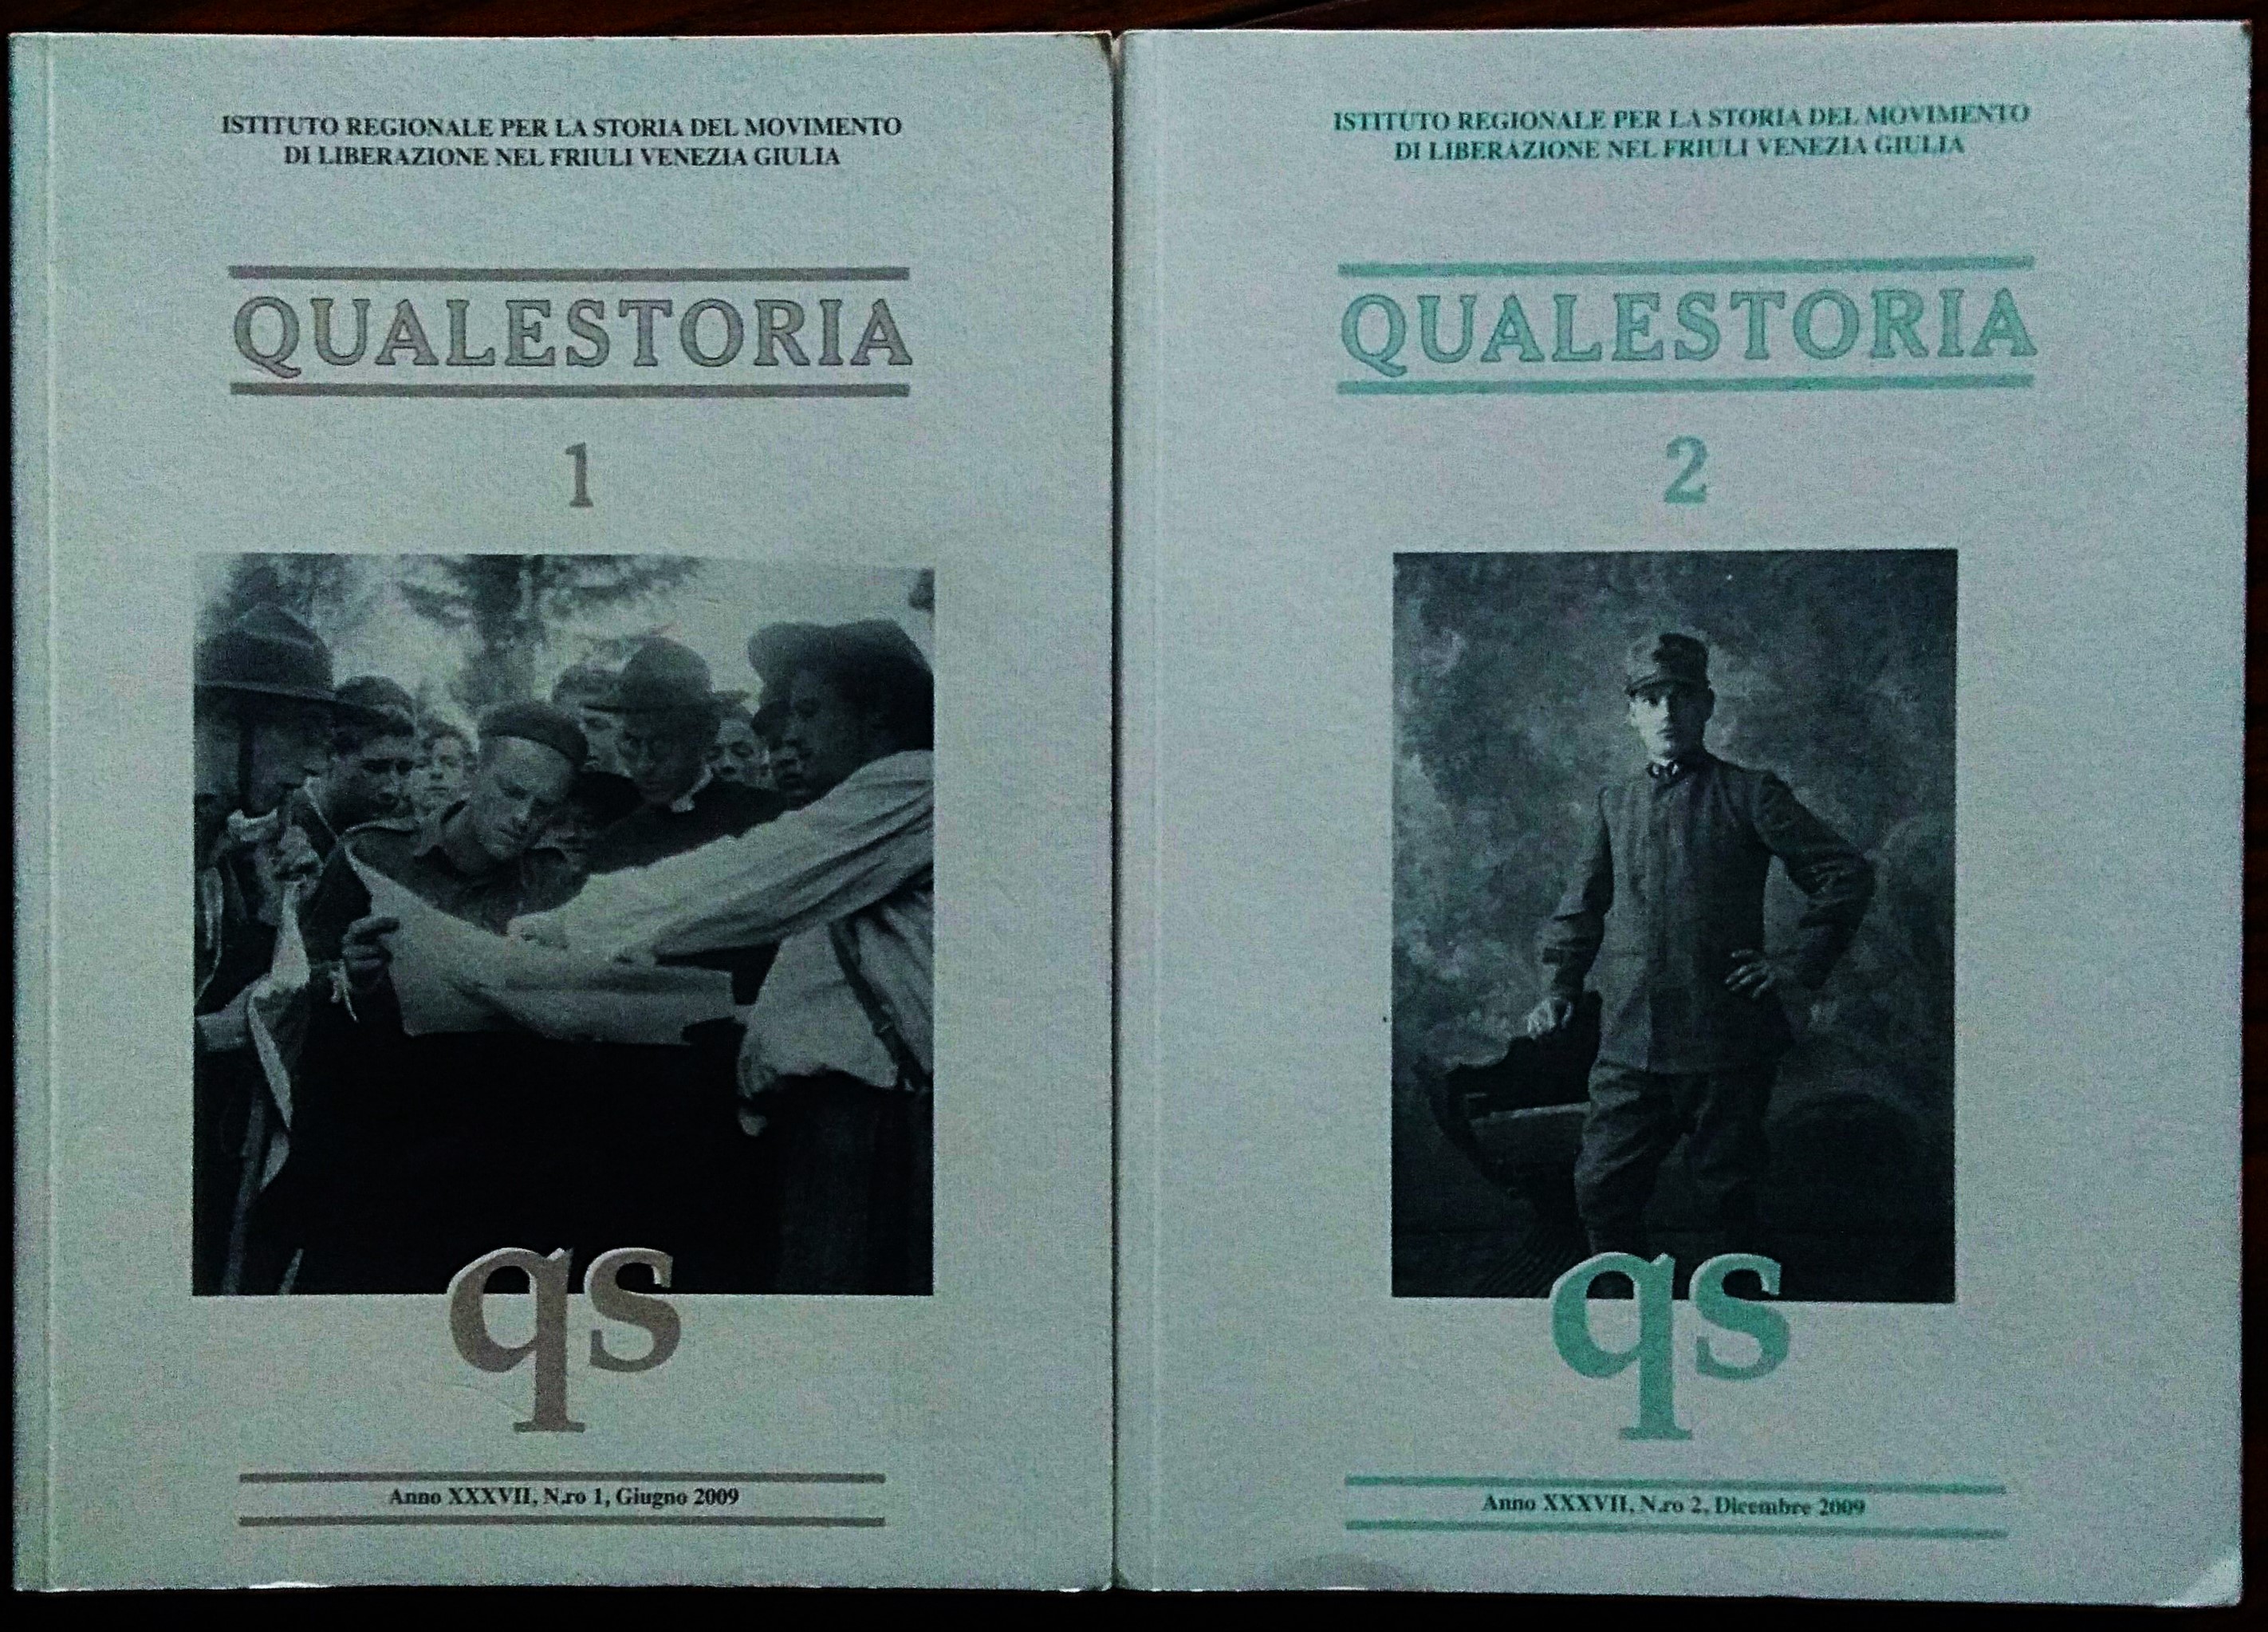 ISTITUTO REGIONALE PER LA STORIA DEL MOVIMENTO
DI LIBERAZIONE NEL FRIULI VENEZIA GIULIA
QUALESTORIA
1
qs
Anno XXXVII, N.ro 1, Giugno 2009
ISTITUTO REGIONALE PER LA STORIA DEL MOVIMENTO
DI LIBERAZIONE NEL FRIULI VENEZIA GIULIA
QUALESTORIA
2
qs
Anno XXXVII, N.ro 2, Dicembre 2009